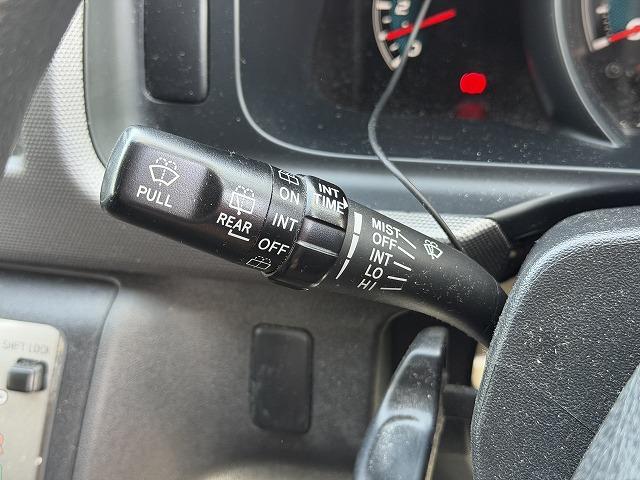 PULL
REAR
ON
INT
OFF
INT
TIME
MIST
OFF
INT
LO
HI
SHIFT LOCK